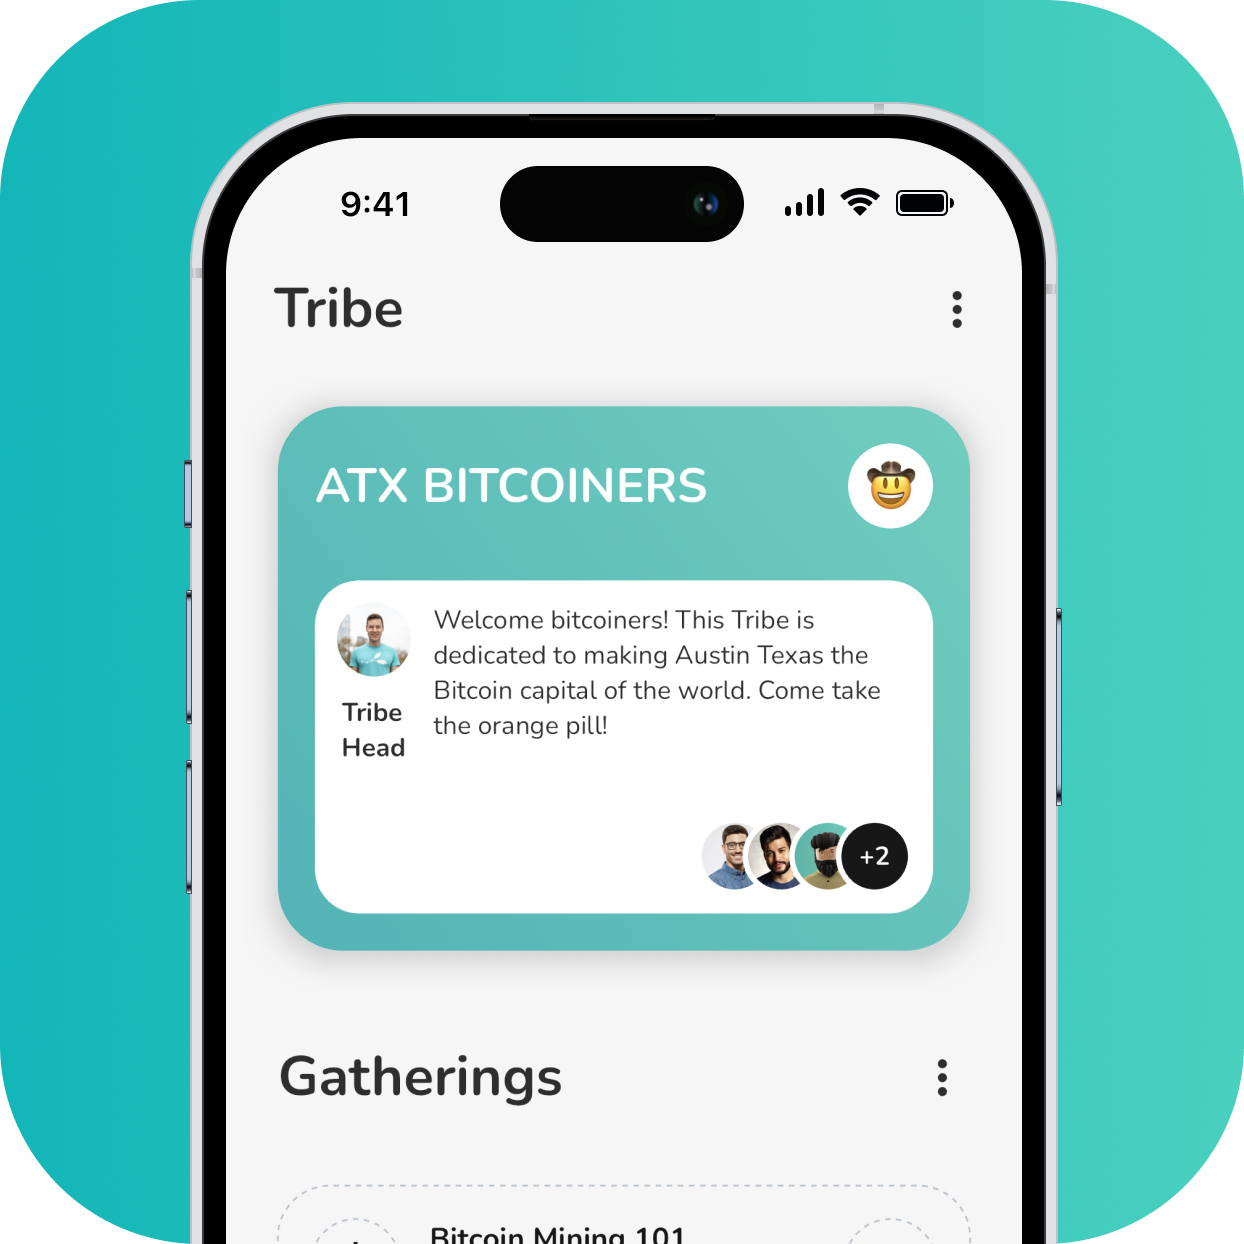 9:41
Tribe
ATX BITCOINERS
Welcome bitcoiners! This Tribe is
dedicated to making Austin Texas the
Bitcoin capital of the world. Come take
the orange pill!
Tribe
Head
+2
Gatherings
Bitcoin Mining 101